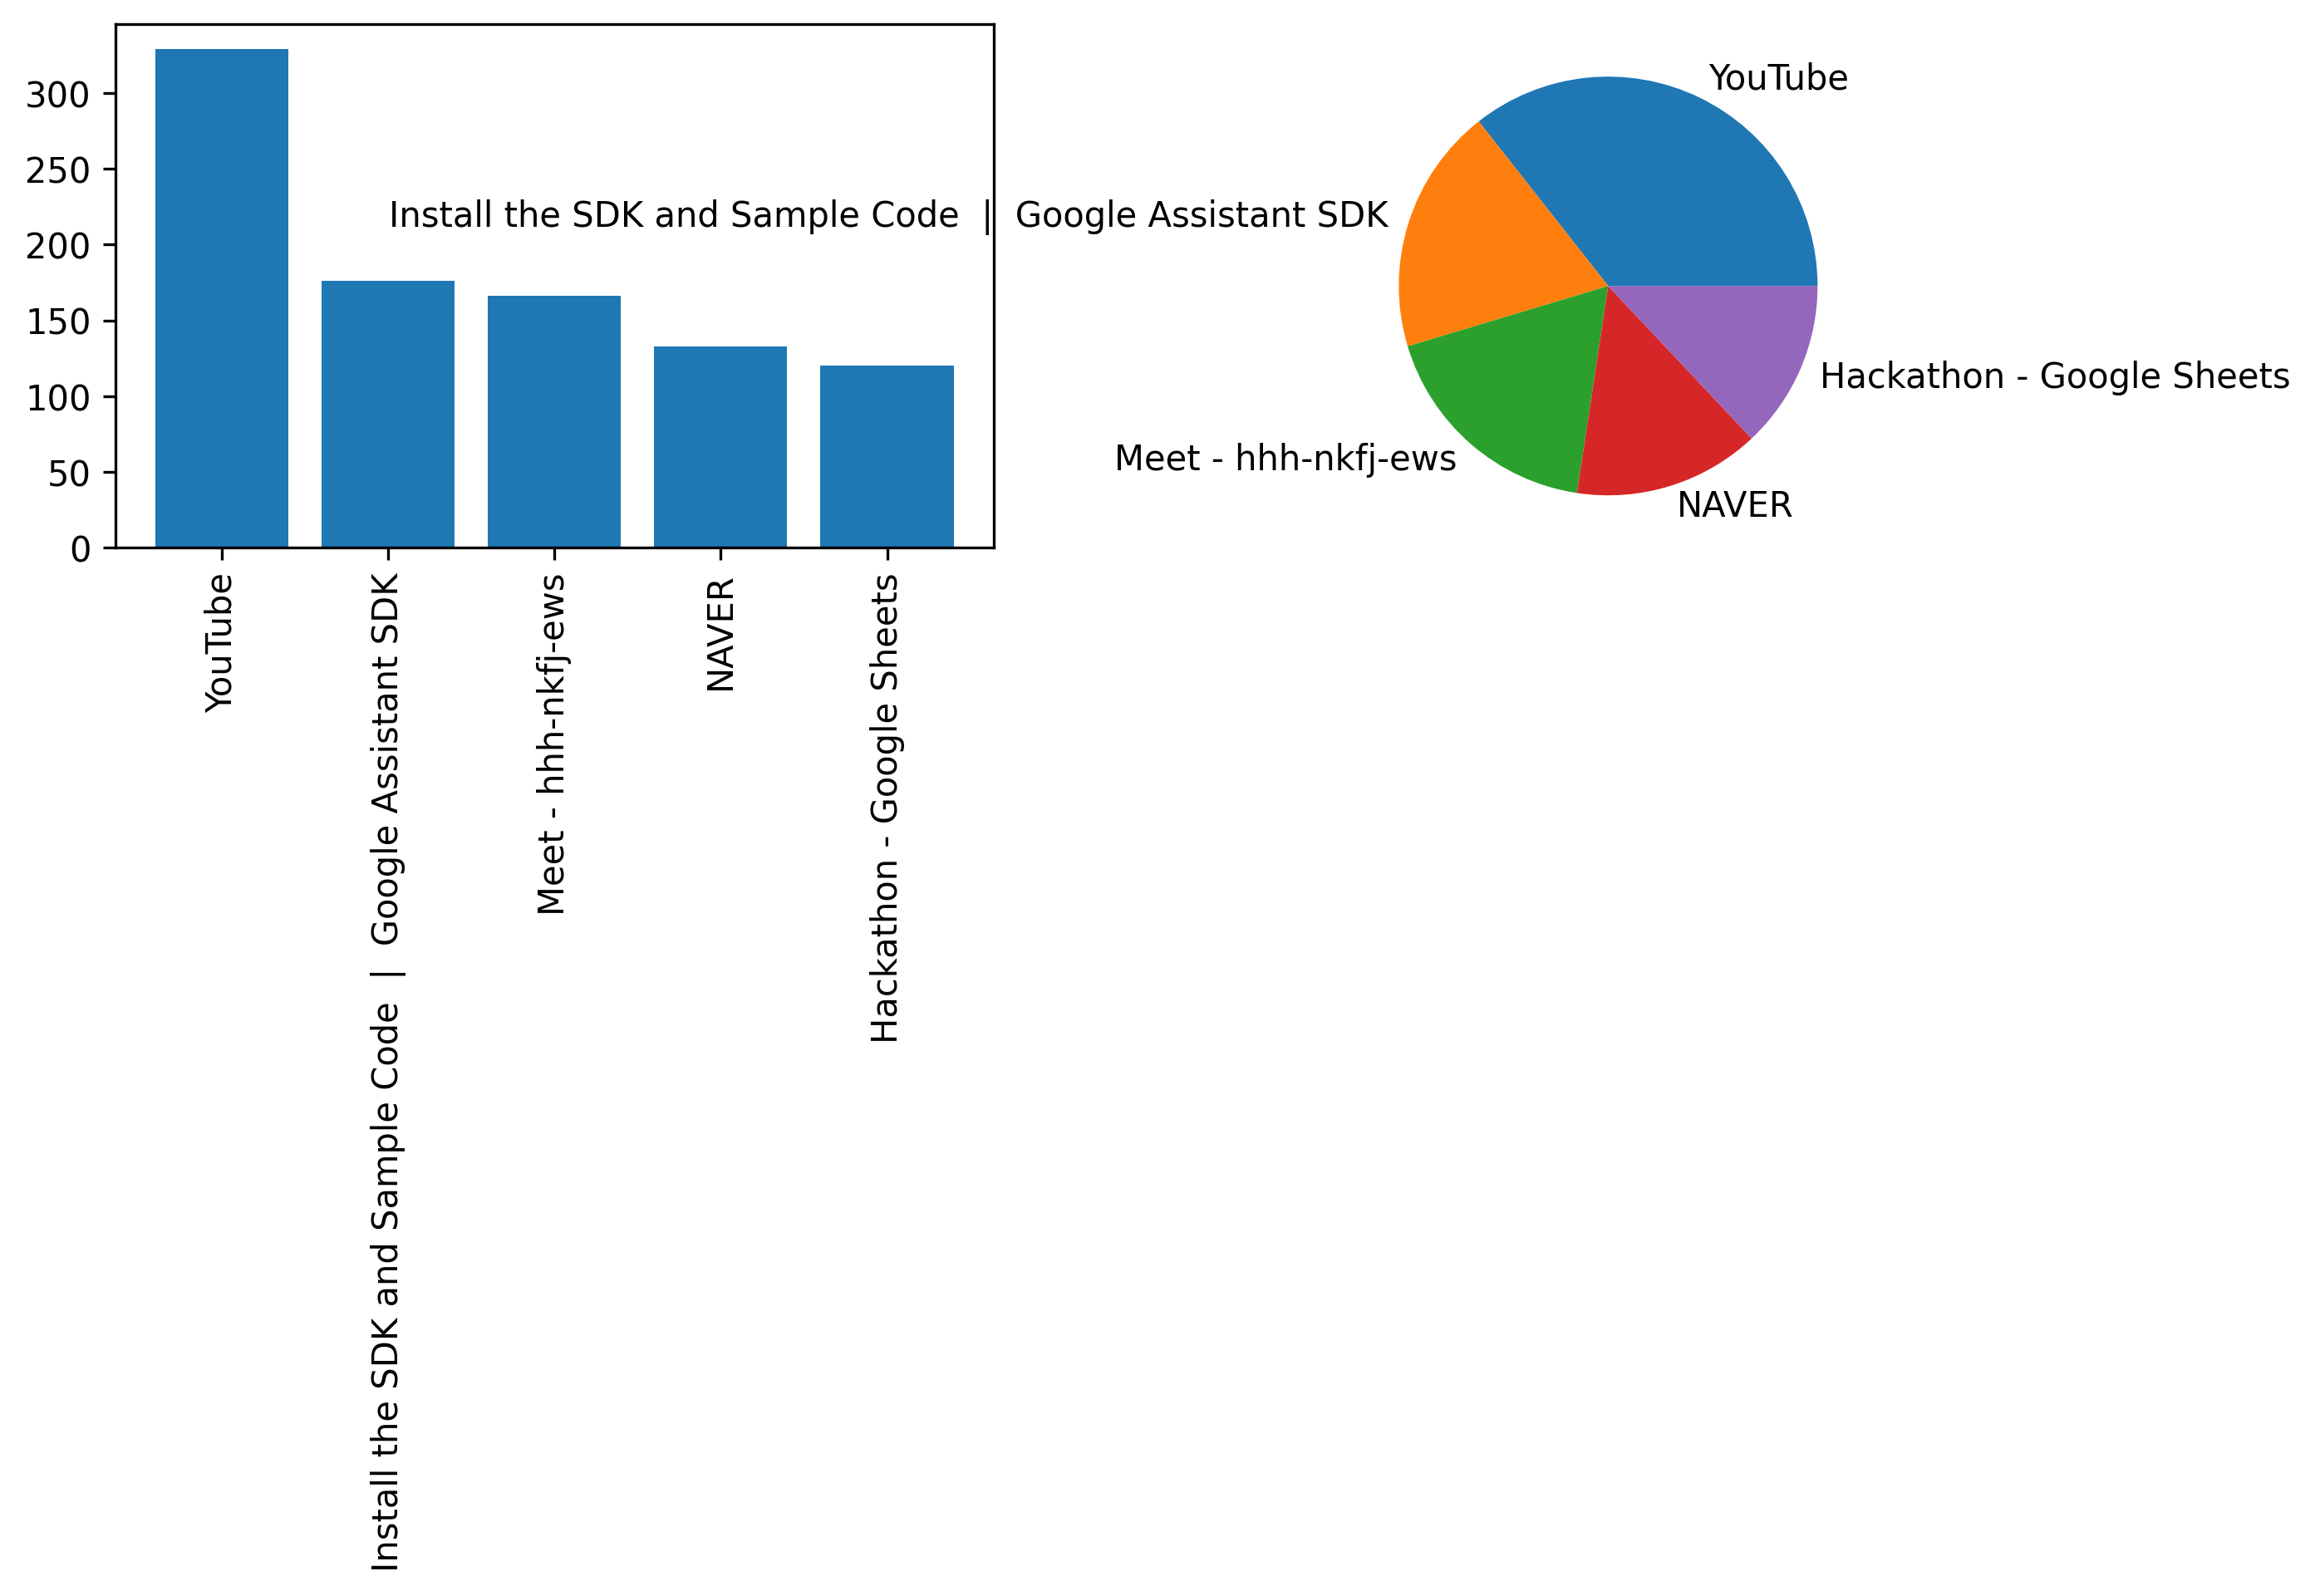 300
250
200
150
100
50
0
YouTube
Install the SDK and Sample Code  |  Google Assistant SDK
Meet - hhh-nkfj-ews
NAVER
Hackathon - Google Sheets
YouTube
Install the SDK and Sample Code  |  Google Assistant SDK
Meet - hhh-nkfj-ews
NAVER
Hackathon - Google Sheets